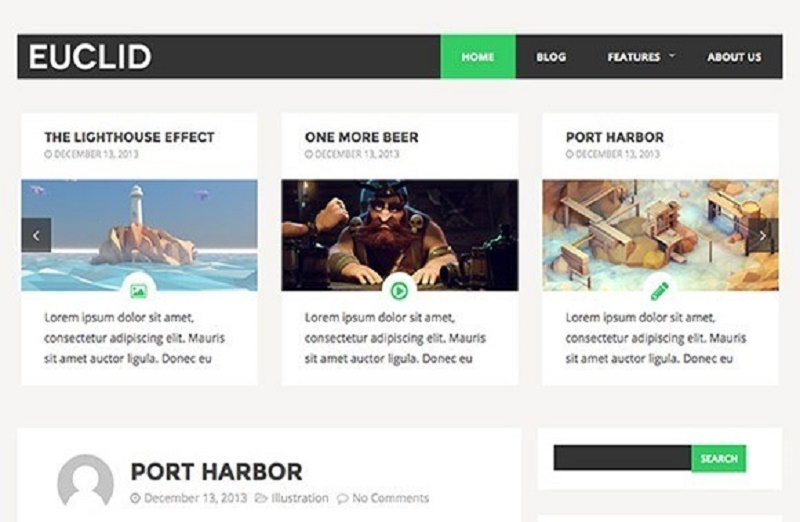 EUCLID
HOME BLOG FEATURES ABOUT US
THE LIGHTHOUSE EFFECT
DECEMBER 13, 2013
Lorem ipsum dolor sit amet,
consectetur adipiscing elit. Mauris
sit amet auctor ligula. Donec eu
ONE MORE BEER
DECEMBER 13, 2013
Lorem ipsum dolor sit amet,
consectetur adipiscing elit. Mauris
sit amet auctor ligula. Donec eu
PORT HARBOR
DECEMBER 13, 2013
Lorem ipsum dolor sit amet,
consectetur adipiscing elit. Mauris
sit amet auctor ligula. Donec eu
PORT HARBOR
December 13, 2013 Illustration No Comments
SEARCH